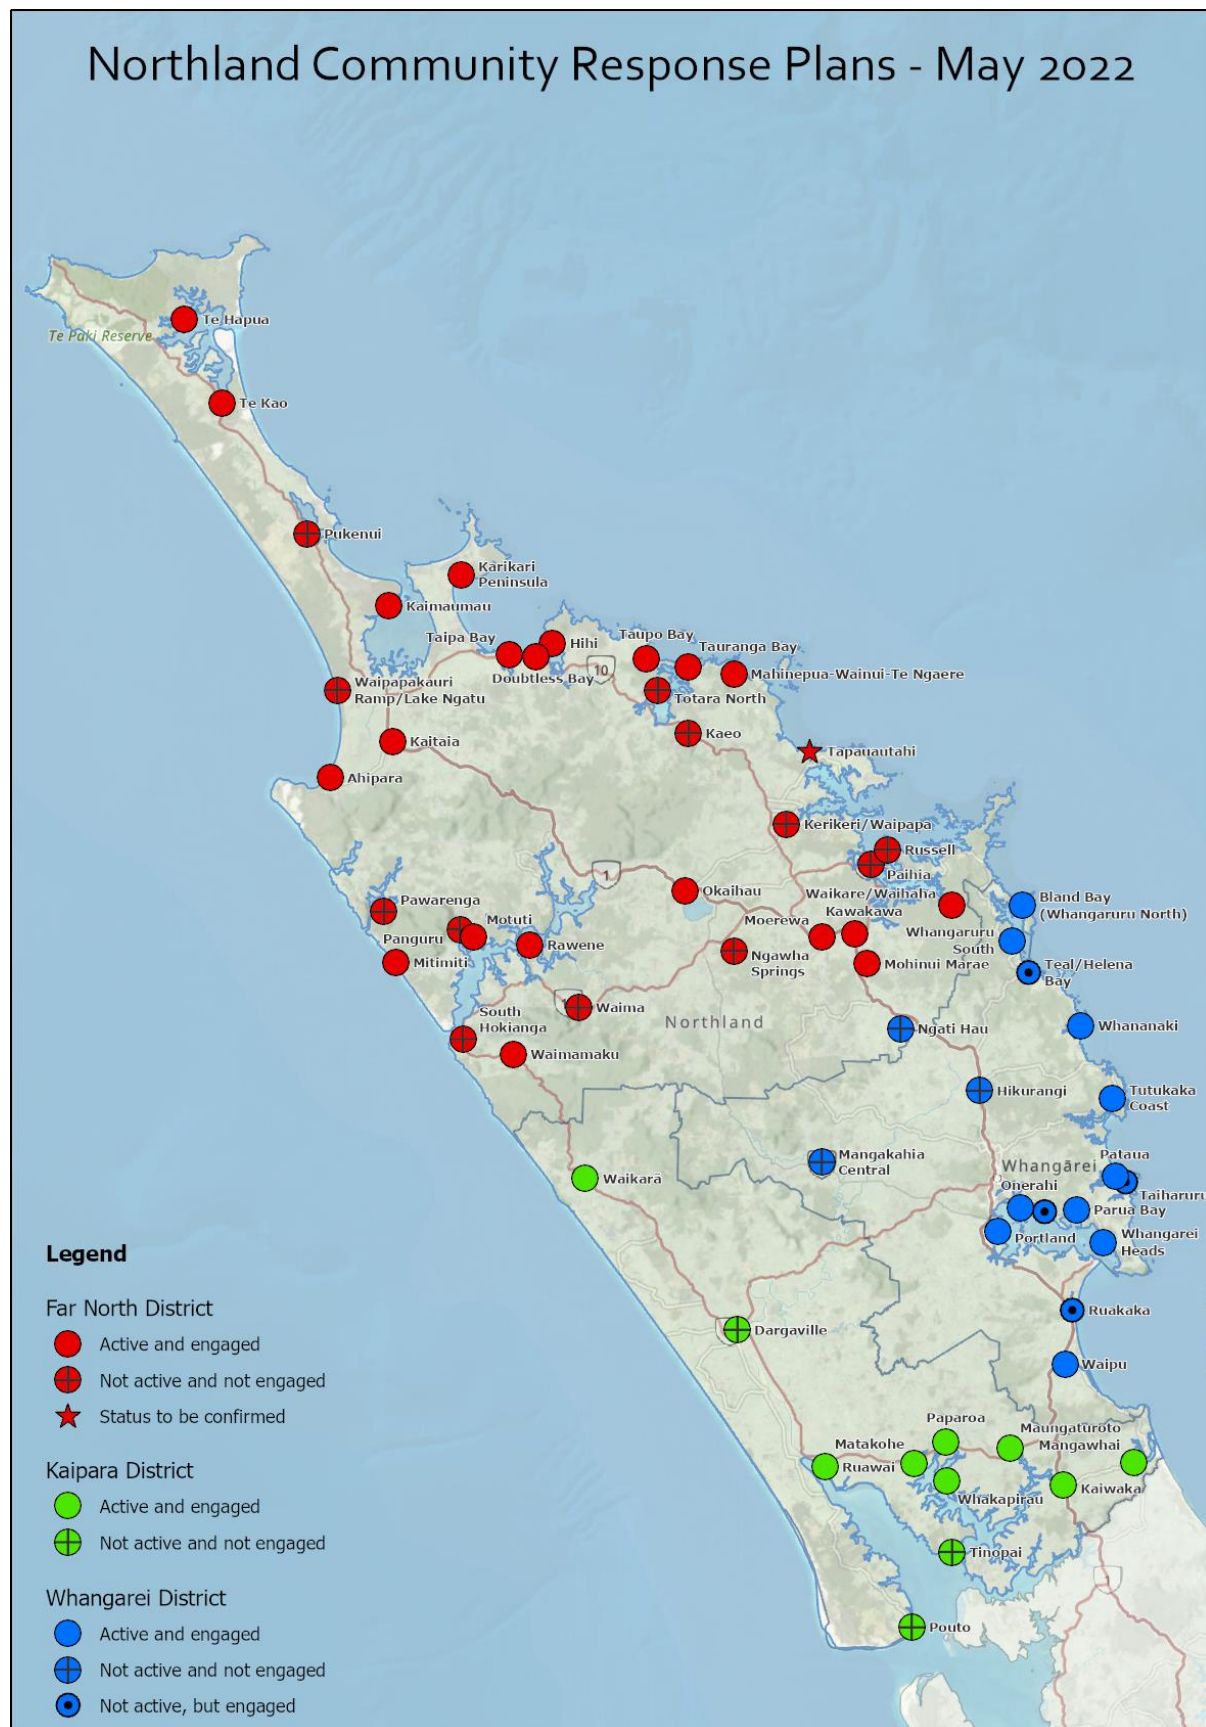 Northland Community Response Plans - May 2022
Te Hapua
Te Paki Reserve
Te Kao
Pukenui
Karikari
Peninsula
Kaimaumau
Taipa Bay
Hihi
Doubtless Bay
10
Taupo Bay
Tauranga Bay
Mahinepua-Wainui-Te Ngaere
Totara North
Waipapakauri
Ramp/Lake Ngatu
Kaeo
Kaitaia
Tapauautahi
Ahipara
Kerikeri/Waipapa
Russell
Paihia
1
Okaihau
Waikare/Waihaha
Bland Bay
(Whangaruru North)
Pawarenga
Motuti
Panguru
Rawene
Moerewa
Kawakawa
Whangaruru
South
Mitimiti
Ngawha
Springs
Mohinui Marae
Teal/Helena
Bay
South
Hokianga
Waima
Northland
Ngati Hau
Whananaki
Waimamaku
Hikurangi
Tutukaka
Coast
Mangakahia
Central
Whangārei
Pataua
Onerahi
Taiharuru
Waikarā
Parua Bay
Portland
Whangarei
Heads
Ruakaka
Dargaville
Waipu
Paparoa
Maungaturoto
Matakohe
Mangawhai
Ruawai
Whakapirau
Kaiwaka
Tinopai
1
Pouto
Legend
Far North District
Active and engaged
Not active and not engaged
Status to be confirmed
Kaipara District
Active and engaged
Not active and not engaged
Whangarei District
Active and engaged
Not active and not engaged
Not active, but engaged